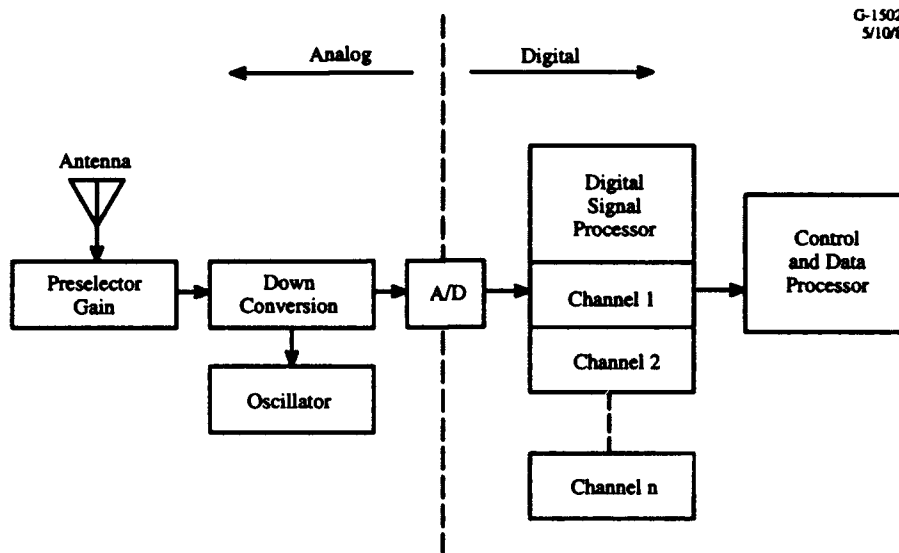 G-1502
Analog
Digital
Antenna
Preselector
Gain
Down
Conversion
A/D
Oscillator
Digital
Signal
Processor
Channel 1
Channel 2
Channel n
Control
and Data
Processor